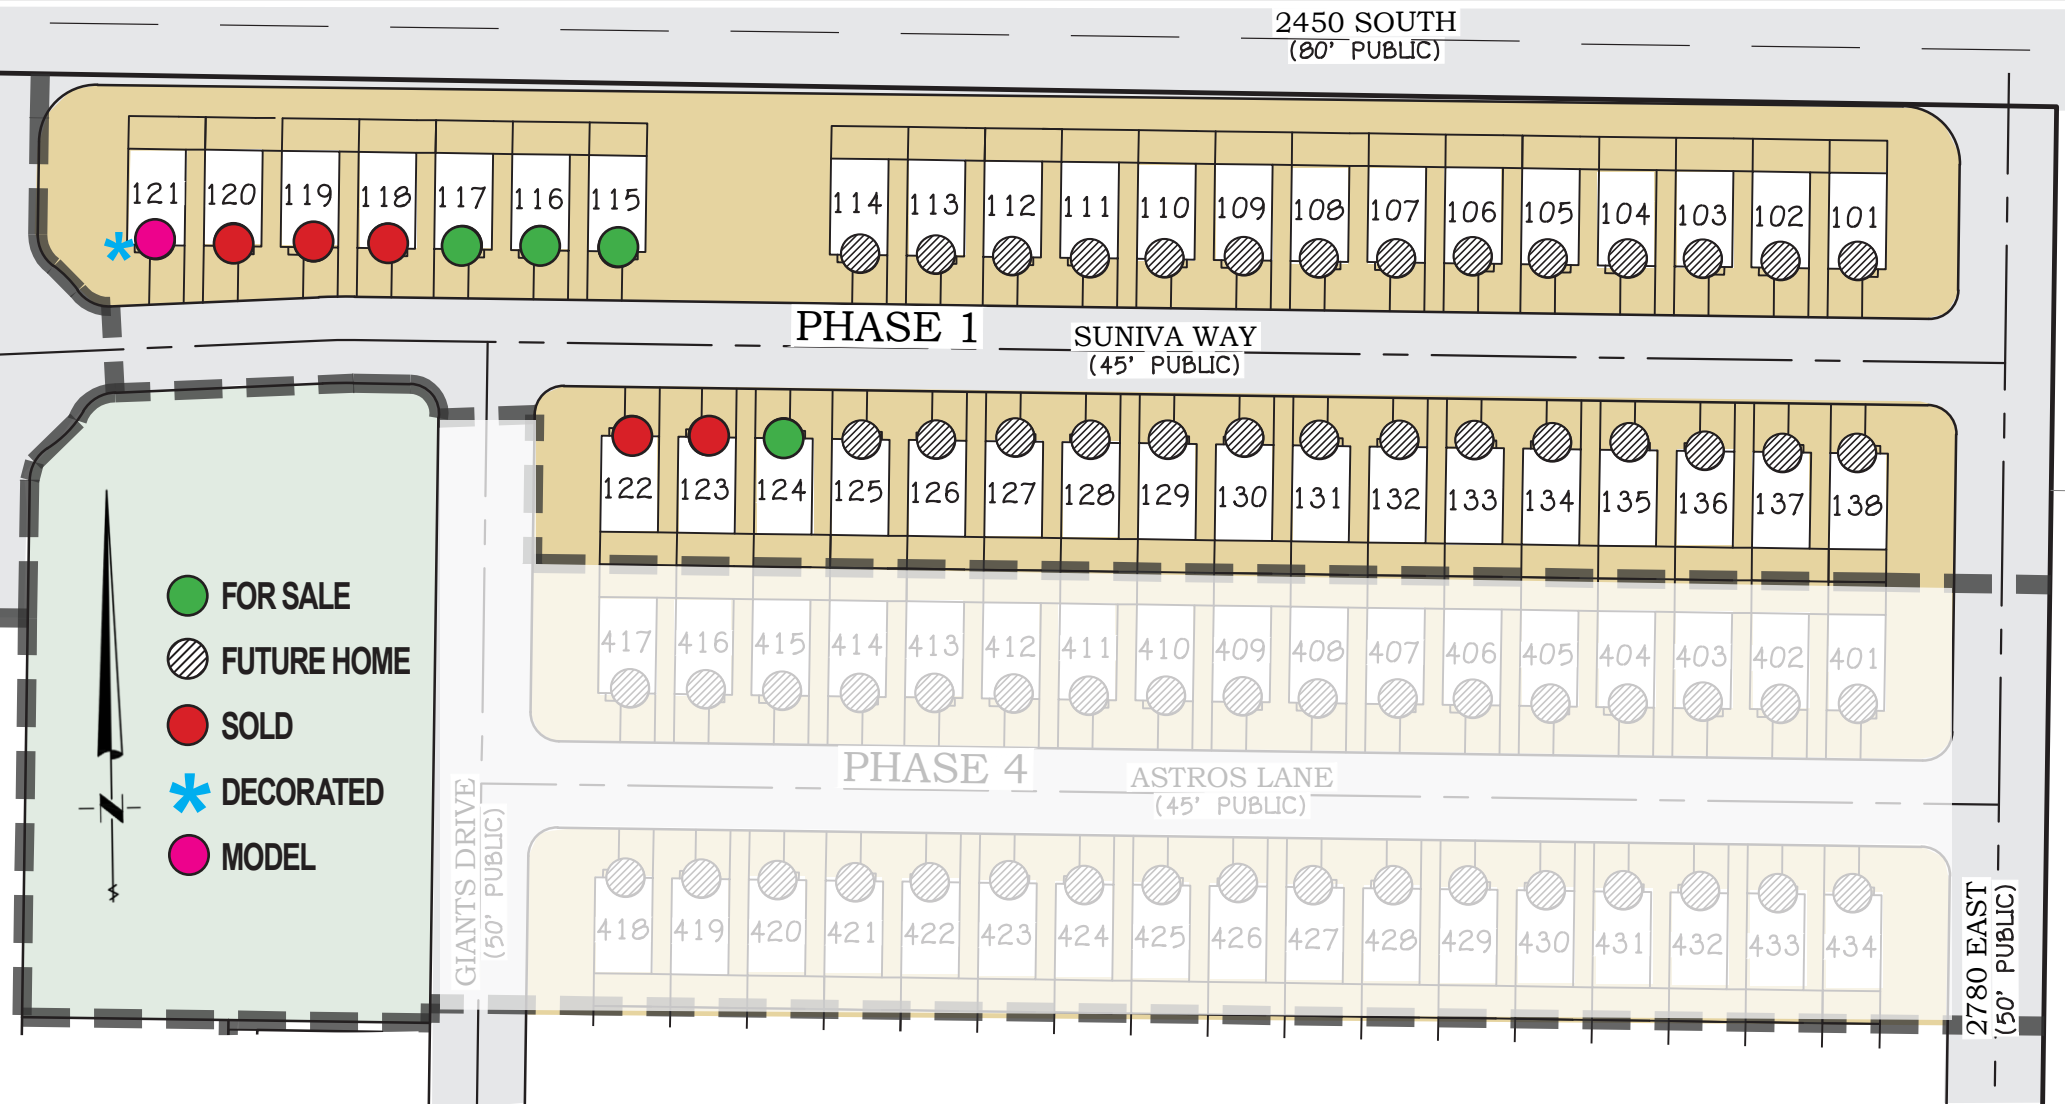 2450 SOUTH
(80' PUBLIC)
121 120 119 118 117 116 115 114 113 112 111 110 109 108 107 106 105 104 103 102 101
PHASE 1
SUNIVA WAY
(45' PUBLIC)
122 123 124 125 126 127 128 129 130 131 132 133 134 135 136 137 138
FOR SALE
FUTURE HOME
SOLD
DECORATED
MODEL
N
417 416 415 414 413 412 411 410 409 408 407 406 405 404 403 402 401
PHASE 4
ASTROS LANE
(45' PUBLIC)
GIANTS DRIVE
(50' PUBLIC)
418 419 420 421 422 423 424 425 426 427 428 429 430 431 432 433 434
2780 EAST
(50' PUBLIC)